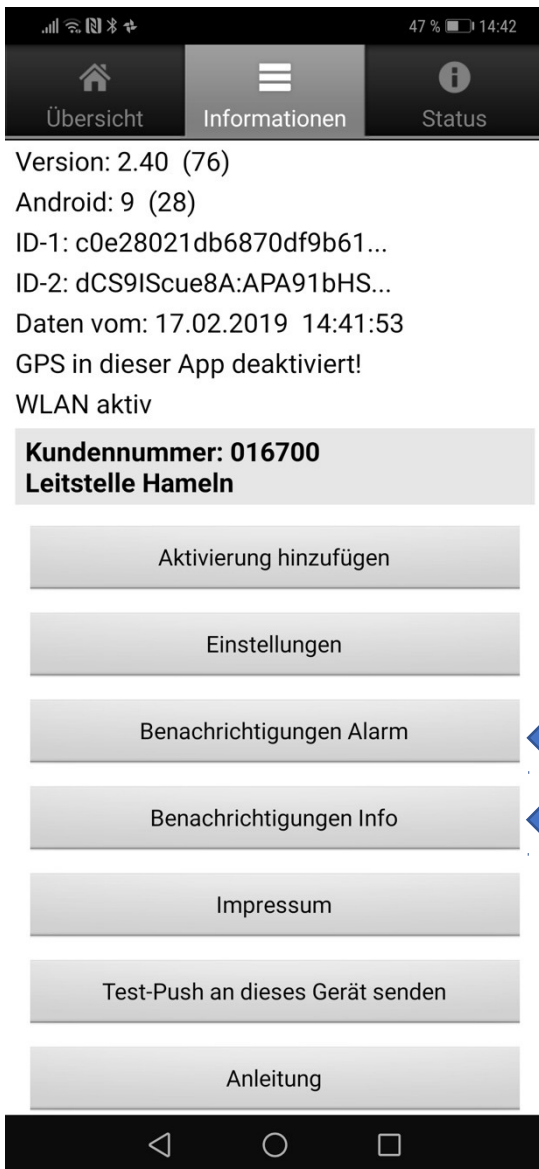 47 % 14:42
Übersicht
Informationen
Status
Version: 2.40 (76)
Android: 9 (28)
ID-1: c0e28021db6870df9b61...
ID-2: dCS9IScue8A:APA91bHS...
Daten vom: 17.02.2019 14:41:53
GPS in dieser App deaktiviert!
WLAN aktiv
Kundennummer: 016700
Leitstelle Hameln
Aktivierung hinzufügen
Einstellungen
Benachrichtigungen Alarm
Benachrichtigungen Info
Impressum
Test-Push an dieses Gerät senden
Anleitung